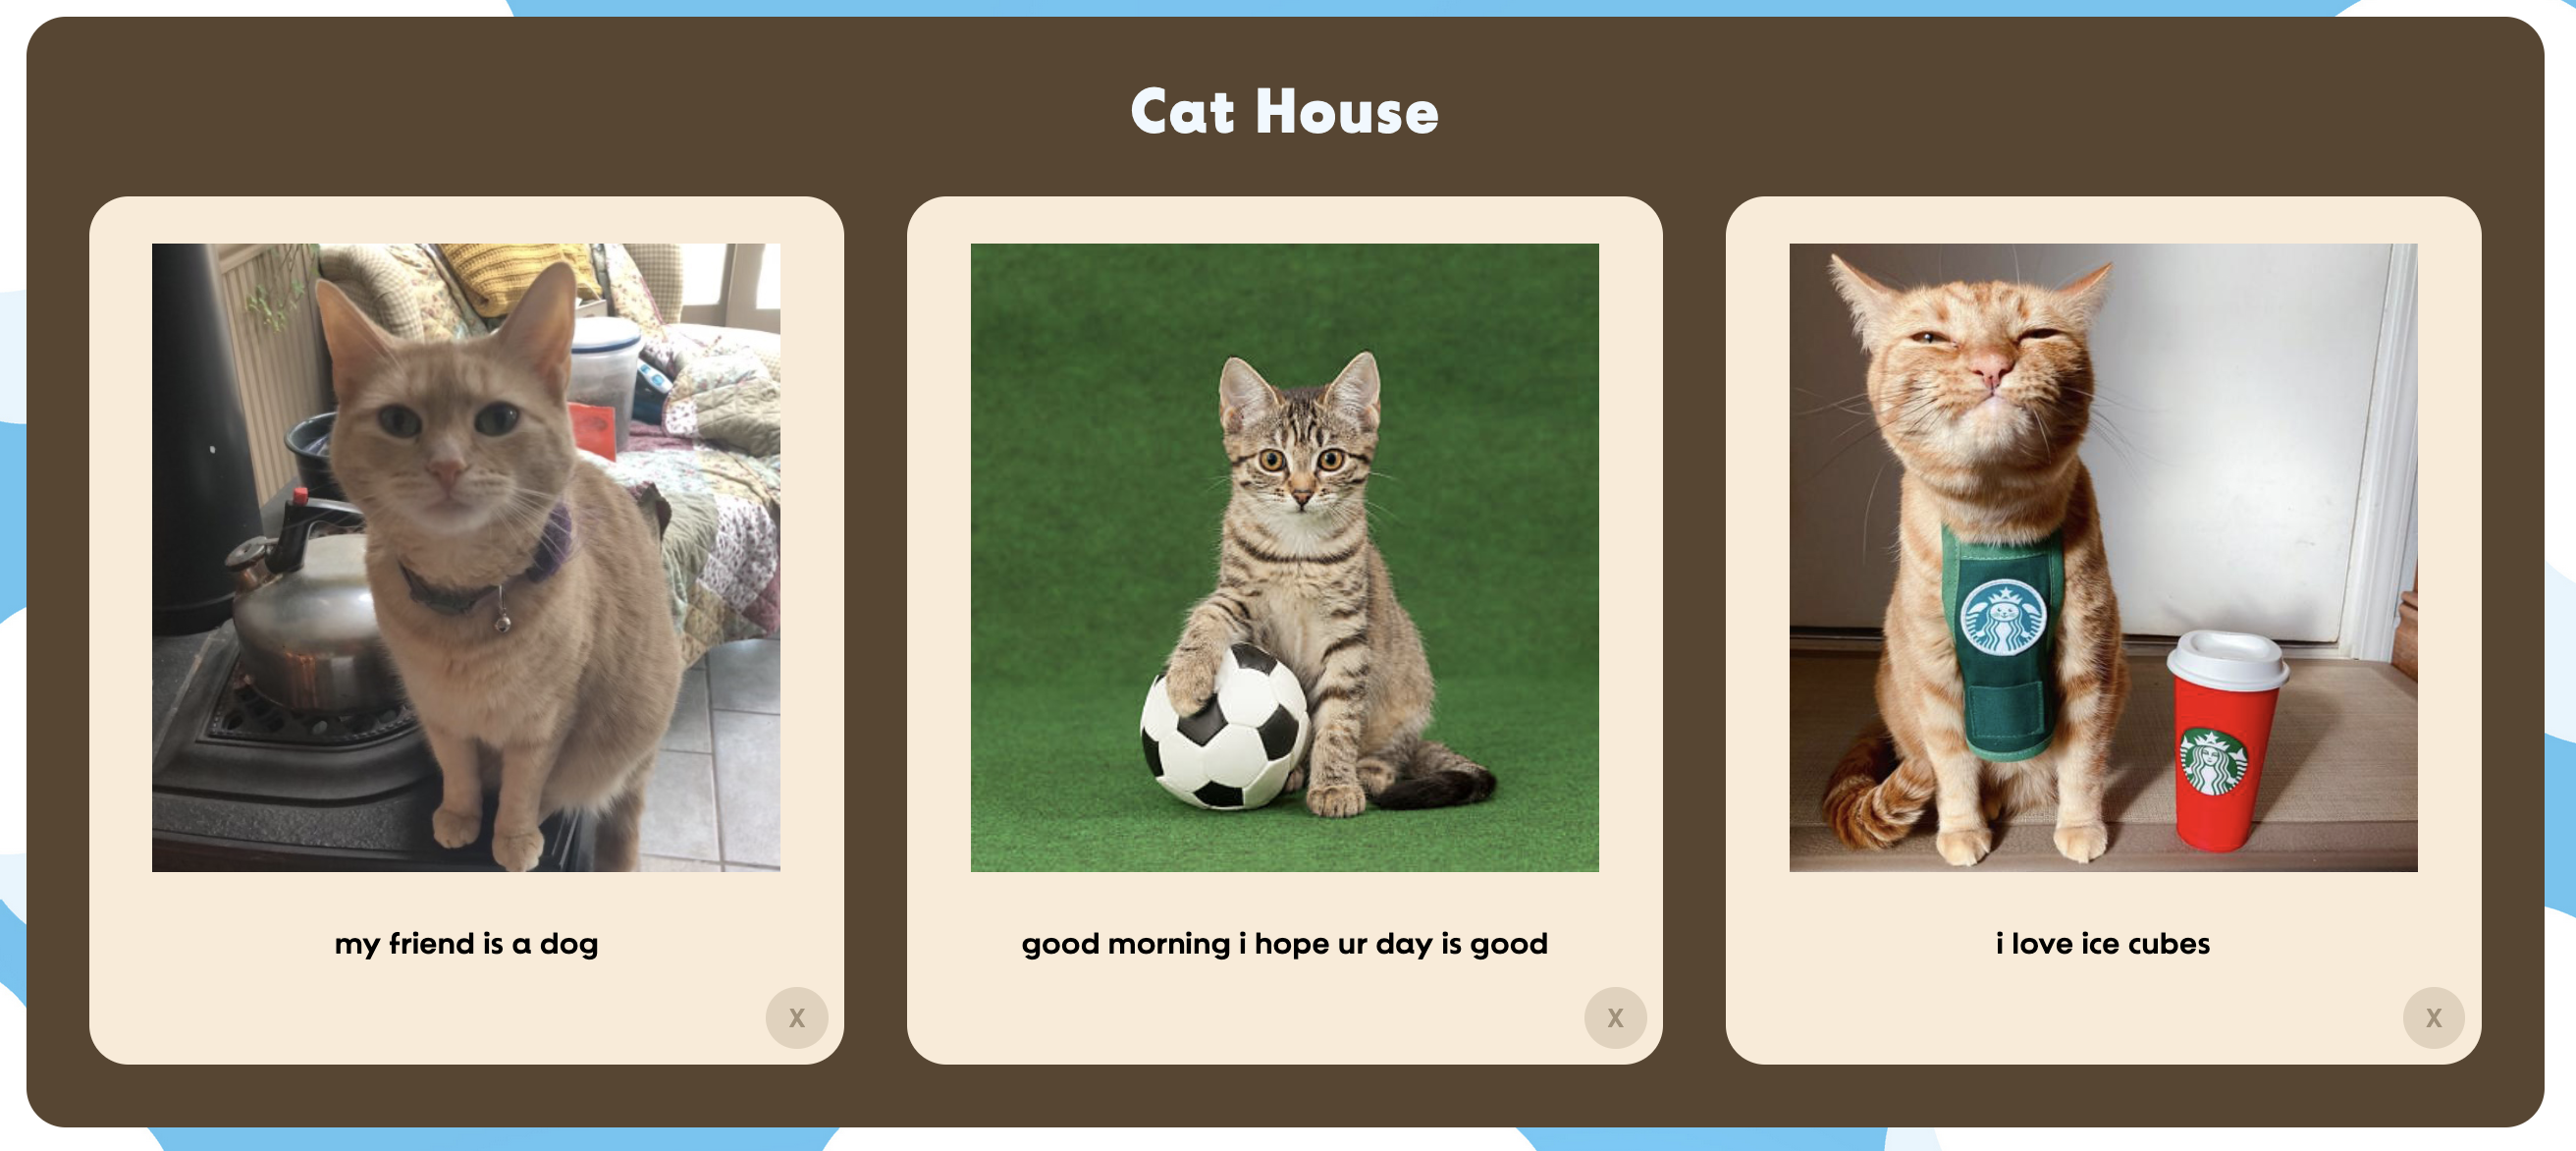 Cat House
my friend is a dog
good morning i hope ur day is good
i love ice cubes
X
X
X